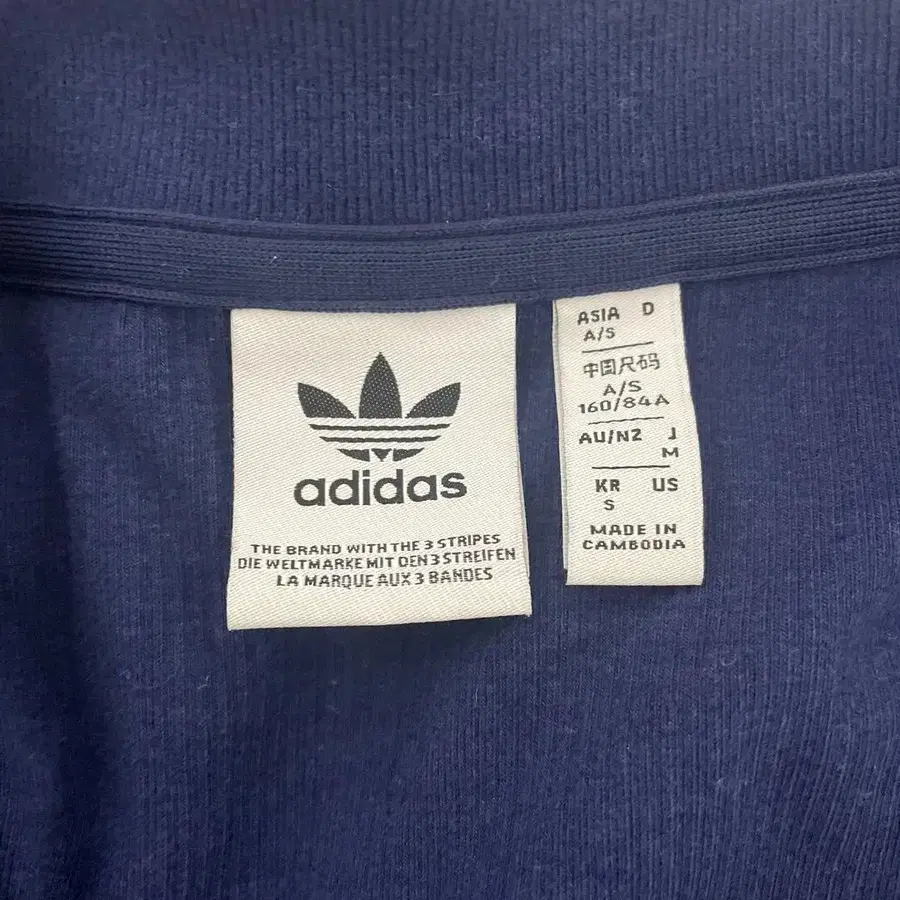 adidas
THE BRAND WITH THE 3 STRIPES
DIE WELTMARKE MIT DEN 3 STREIFEN
LA MARQUE AUX 3 BANDES
ASIA D
A/S
中国尺码
A/S
160/84A
AU/NZ J
M
KR US
S
MADE IN
CAMBODIA